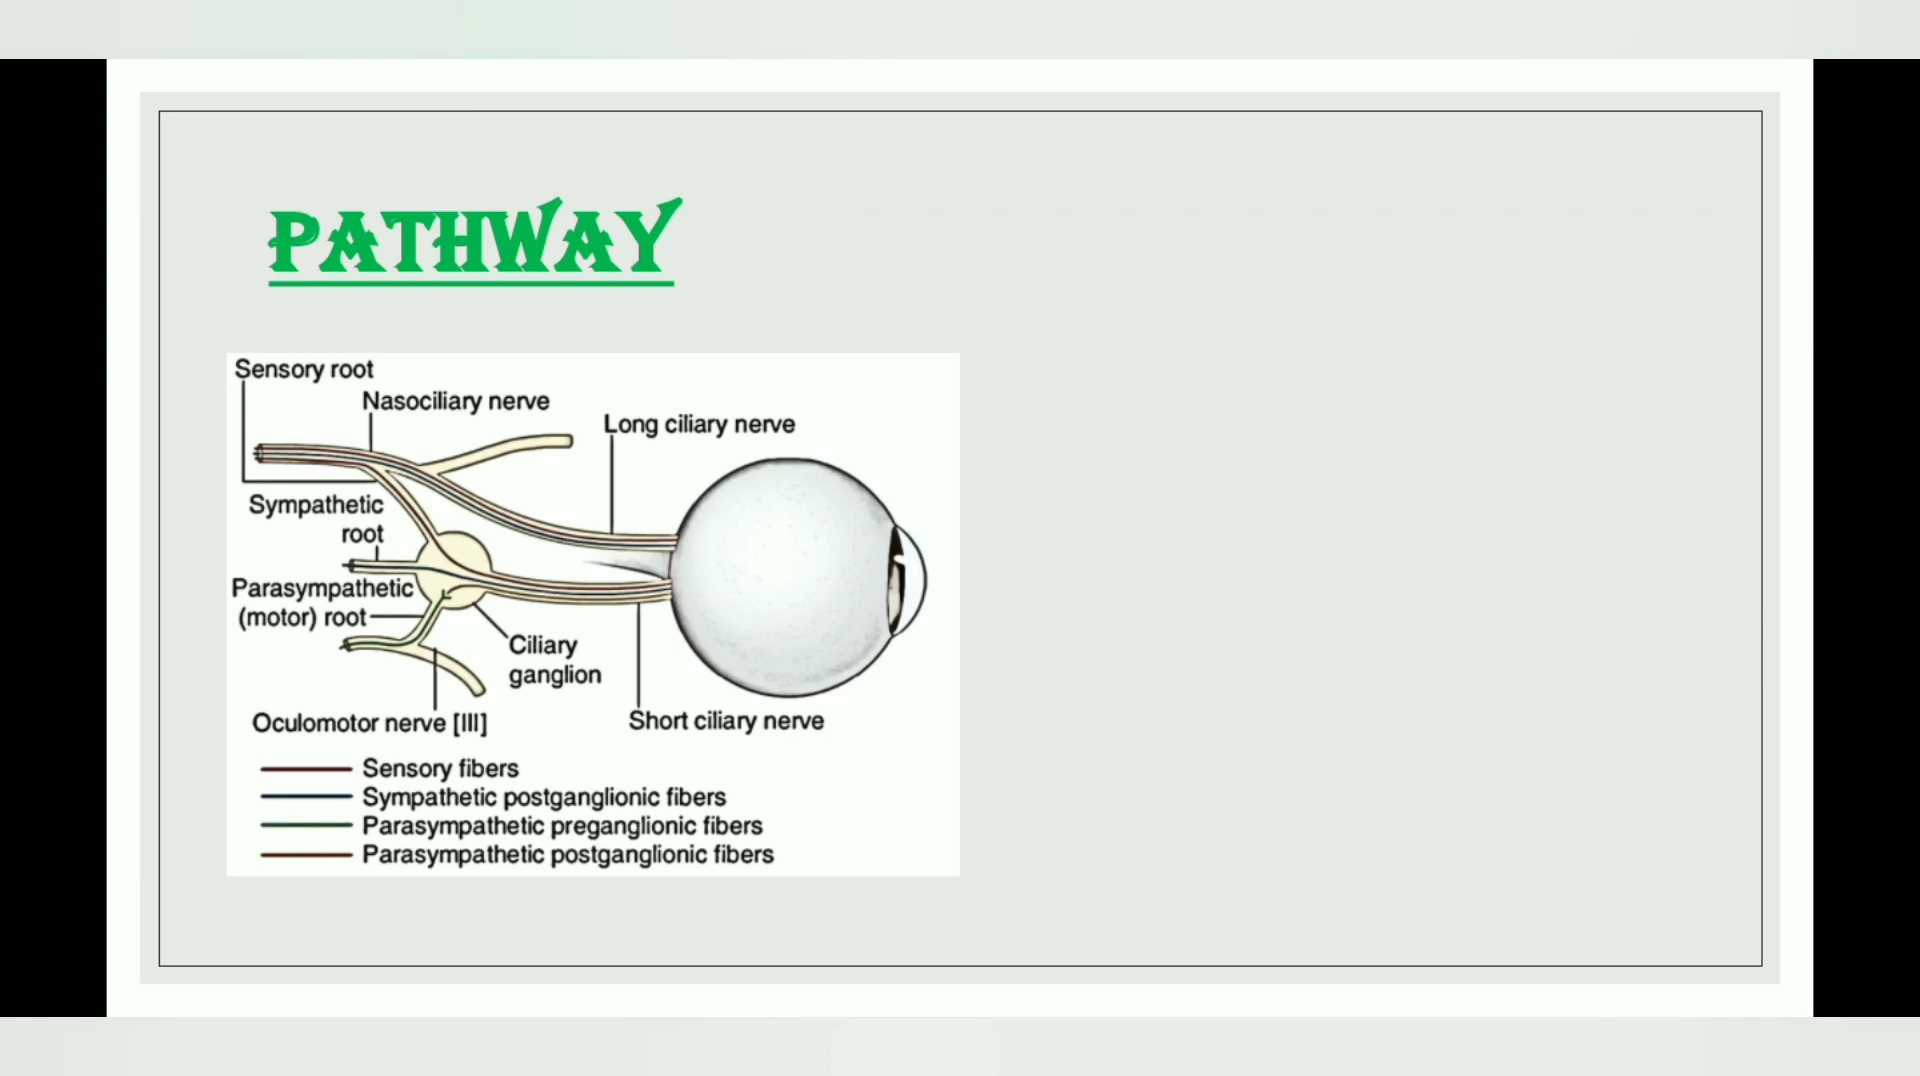 PATHWAY
Sensory root
Nasociliary nerve
Long ciliary nerve
Sympathetic
root
Parasympathetic
(motor) root
Ciliary
ganglion
Oculomotor nerve [III]
Short ciliary nerve
Sensory fibers
Sympathetic postganglionic fibers
Parasympathetic preganglionic fibers
Parasympathetic postganglionic fibers